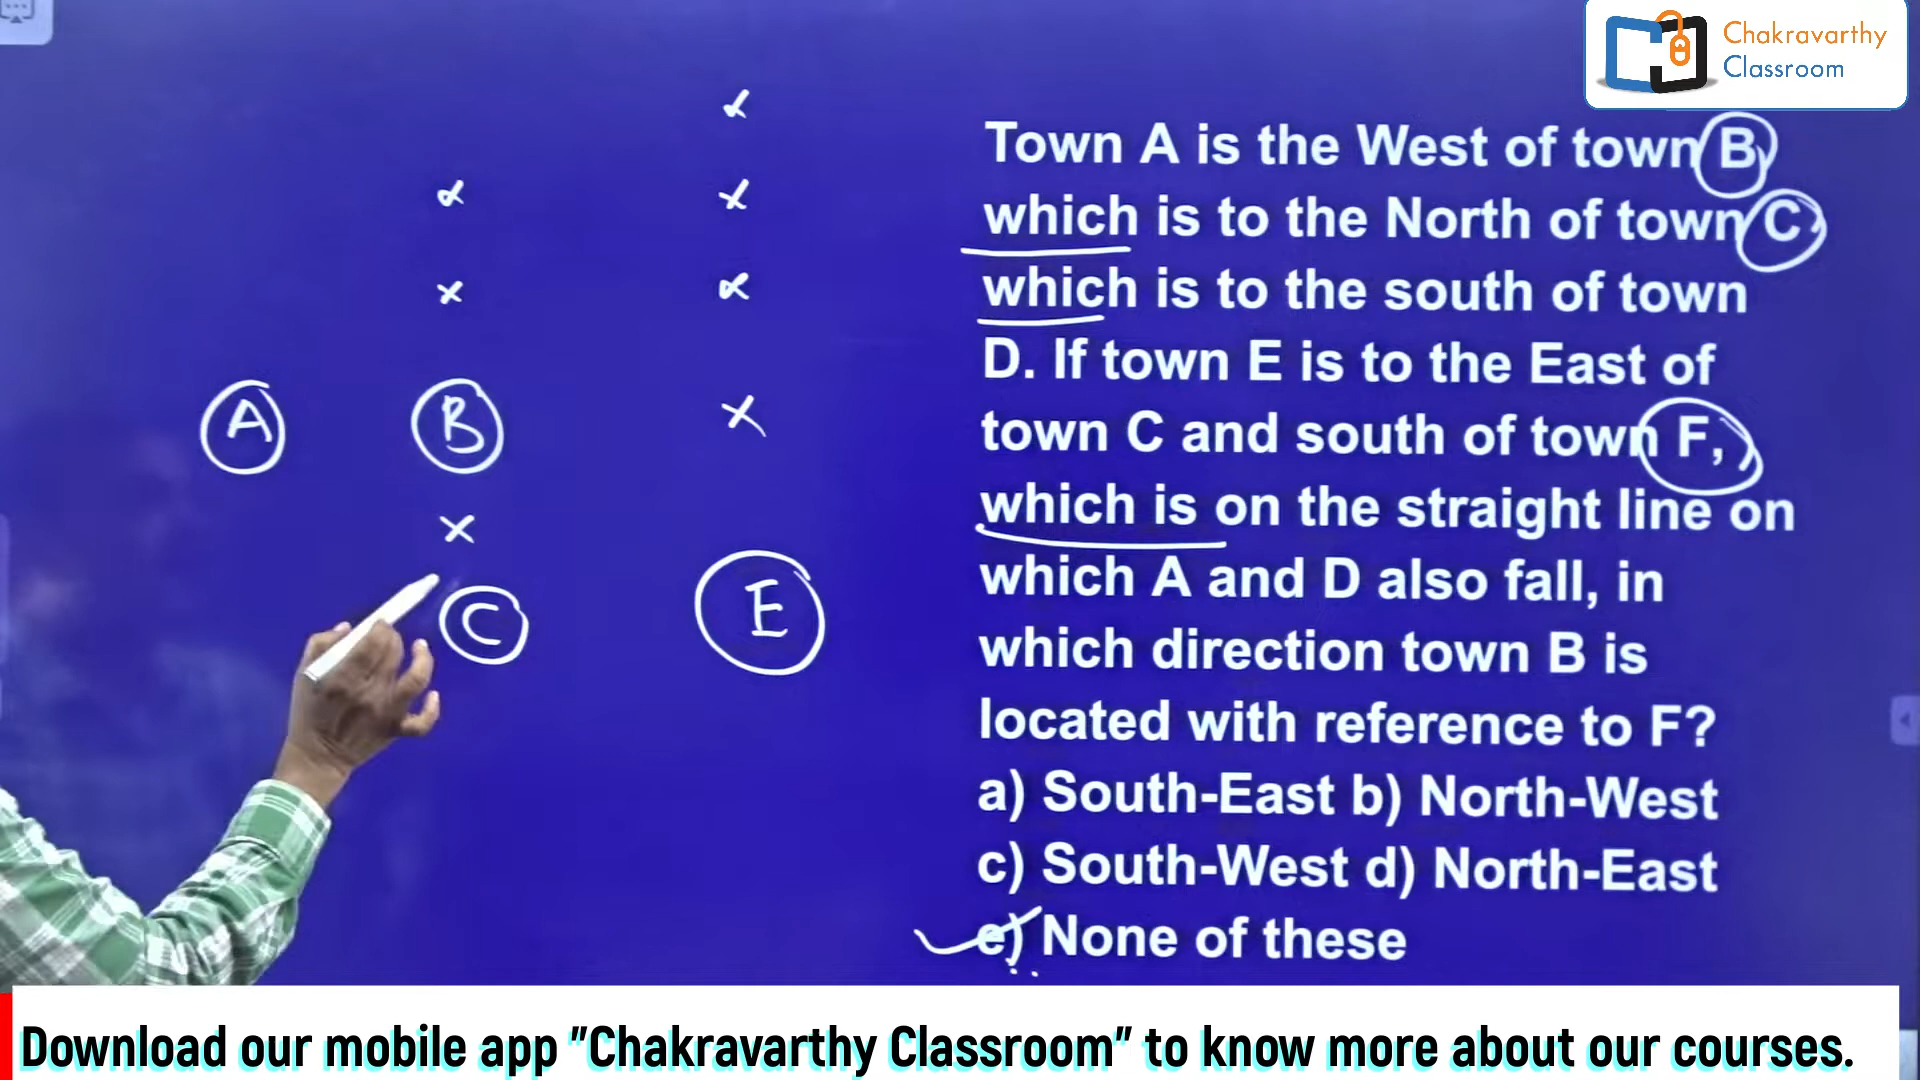 Chakravarthy
Classroom
Town A is the West of town B,
which is to the North of town C,
which is to the south of town
D. If town E is to the East of
town C and south of town F,
which is on the straight line on
which A and D also fall, in
which direction town B is
located with reference to F?
a) South-East b) North-West
c) South-West d) North-East
e) None of these
x
x
x
x
x
A
B
x
x
C
E
Download our mobile app "Chakravarthy Classroom" to know more about our courses.